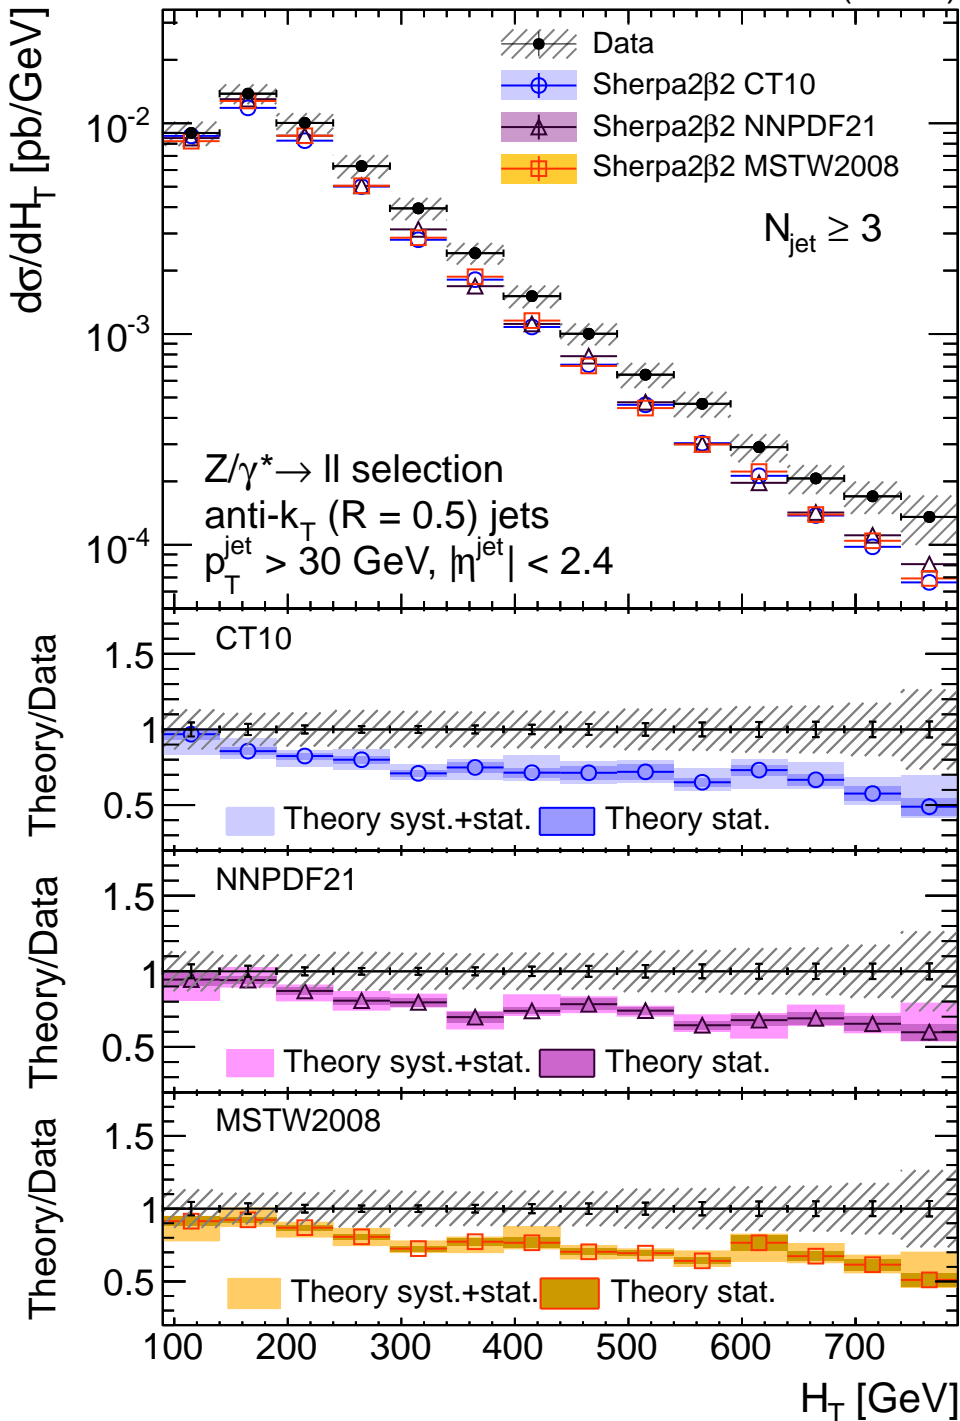 dσ/dH_T [pb/GeV]
10^-2
10^-3
10^-4
Data
Sherpa2β2 CT10
Sherpa2β2 NNPDF21
Sherpa2β2 MSTW2008
N_jet ≥ 3
Z/γ*→ ll selection
anti-k_T (R = 0.5) jets
p_T^jet > 30 GeV, |η^jet| < 2.4
Theory/Data
CT10
1.5
1
0.5
Theory syst.+stat.
Theory stat.
Theory/Data
NNPDF21
1.5
1
0.5
Theory syst.+stat.
Theory stat.
Theory/Data
MSTW2008
1.5
1
0.5
Theory syst.+stat.
Theory stat.
100 200 300 400 500 600 700
H_T [GeV]